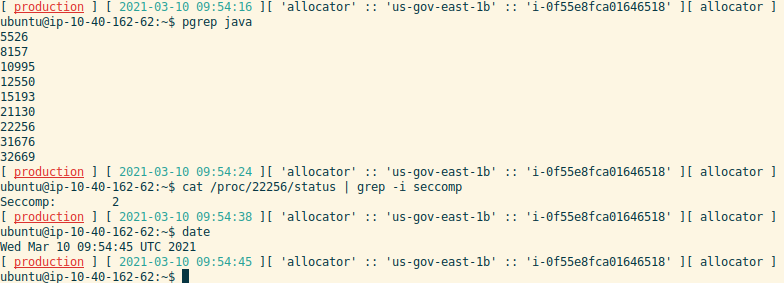 [ production ] [ 2021-03-10 09:54:16 ][ 'allocator' :: 'us-gov-east-1b' :: 'i-0f55e8fca01646518' ][ allocator ]
ubuntu@ip-10-40-162-62:~$ pgrep java
5526
8157
10995
12550
15193
21130
22256
31676
32669
[ production ] [ 2021-03-10 09:54:24 ][ 'allocator' :: 'us-gov-east-1b' :: 'i-0f55e8fca01646518' ][ allocator ]
ubuntu@ip-10-40-162-62:~$ cat /proc/22256/status | grep -i seccomp
Seccomp:	2
[ production ] [ 2021-03-10 09:54:38 ][ 'allocator' :: 'us-gov-east-1b' :: 'i-0f55e8fca01646518' ][ allocator ]
ubuntu@ip-10-40-162-62:~$ date
Wed Mar 10 09:54:45 UTC 2021
[ production ] [ 2021-03-10 09:54:45 ][ 'allocator' :: 'us-gov-east-1b' :: 'i-0f55e8fca01646518' ][ allocator ]
ubuntu@ip-10-40-162-62:~$